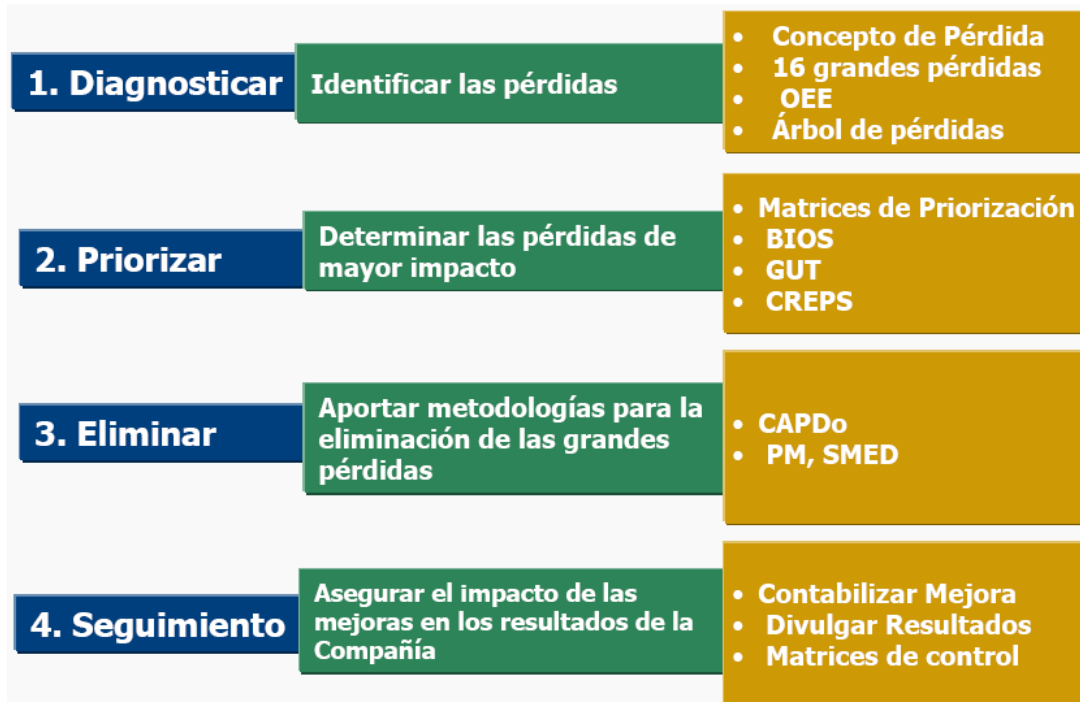 1. Diagnosticar
Identificar las pérdidas
• Concepto de Pérdida
• 16 grandes pérdidas
• OEE
• Árbol de pérdidas
2. Priorizar
Determinar las pérdidas de
mayor impacto
• Matrices de Priorización
• BIOS
• GUT
• CREPS
3. Eliminar
Aportar metodologías para la
eliminación de las grandes
pérdidas
• CAPDo
• PM, SMED
4. Seguimiento
Asegurar el impacto de las
mejoras en los resultados de la
Compañía
• Contabilizar Mejora
• Divulgar Resultados
• Matrices de control